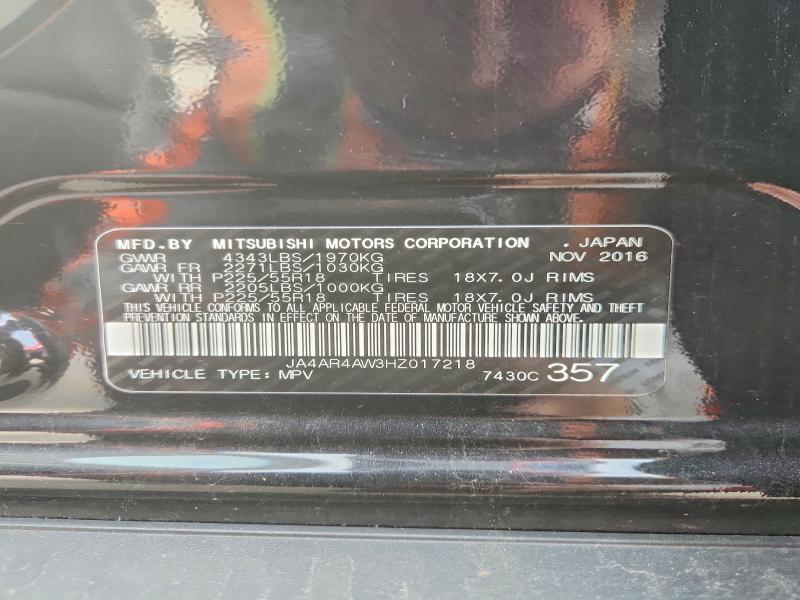 MFD.BY MITSUBISHI MOTORS CORPORATION . JAPAN
GVWR 4343LBS/1970KG NOV 2016
GAWR FR 2271LBS/1030KG
WITH P225/55R18 TIRES 18X7.0J RIMS
GAWR RR 2205LBS/1000KG
WITH P225/55R18 TIRES 18X7.0J RIMS
THIS VEHICLE CONFORMS TO ALL APPLICABLE FEDERAL MOTOR VEHICLE SAFETY AND THEFT
PREVENTION STANDARDS IN EFFECT ON THE DATE OF MANUFACTURE SHOWN ABOVE.
JA4AR4AW3HZ017218
VEHICLE TYPE: MPV 7430C 357